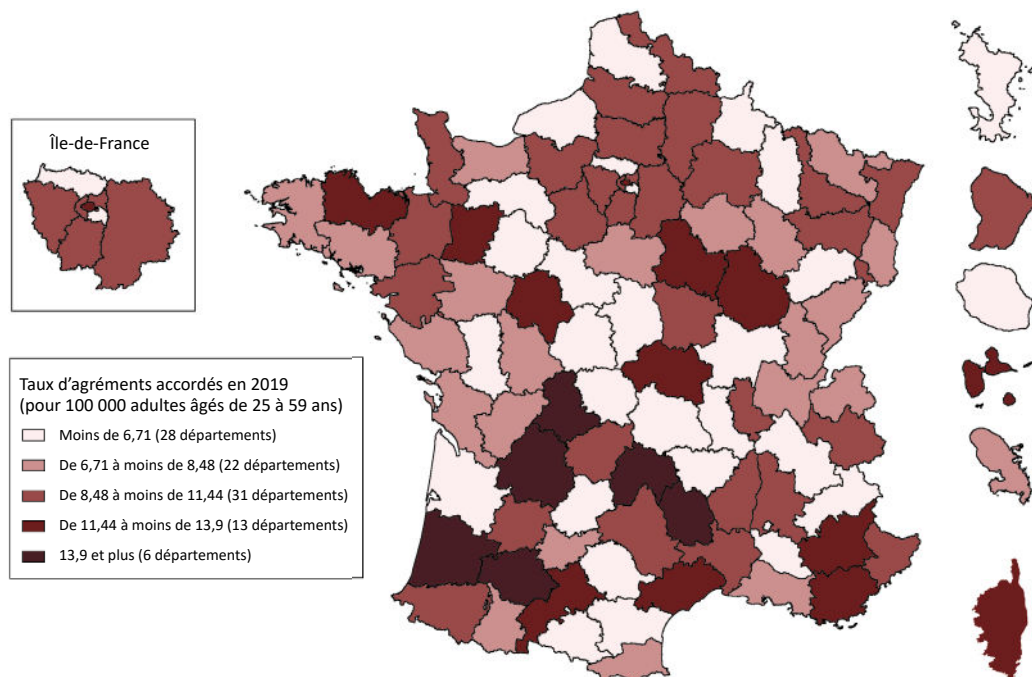 Île-de-France
Taux d’agréments accordés en 2019
(pour 100 000 adultes âgés de 25 à 59 ans)
Moins de 6,71 (28 départements)
De 6,71 à moins de 8,48 (22 départements)
De 8,48 à moins de 11,44 (31 départements)
De 11,44 à moins de 13,9 (13 départements)
13,9 et plus (6 départements)